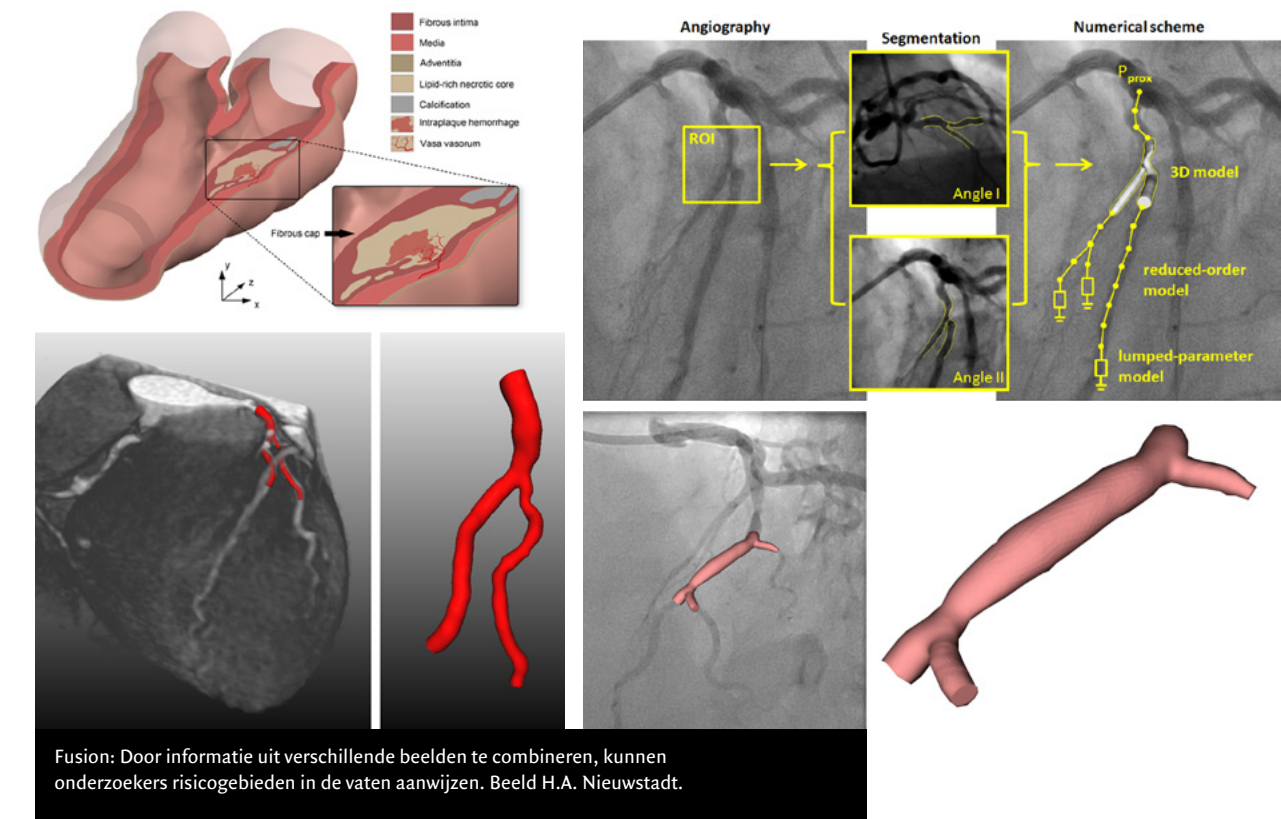 Fibrous intima
Media
Adventitia
Lipid-rich necrotic core
Calcification
Intraplaque hemorrhage
Vasa vasorum
Fibrous cap
y
z
x
Angiography
Segmentation
Numerical scheme
ROI
Angle I
Angle II
Pprox
3D model
reduced-order
model
lumped-parameter
model
Fusion: Door informatie uit verschillende beelden te combineren, kunnen
onderzoekers risicogebieden in de vaten aanwijzen. Beeld H.A. Nieuwstadt.